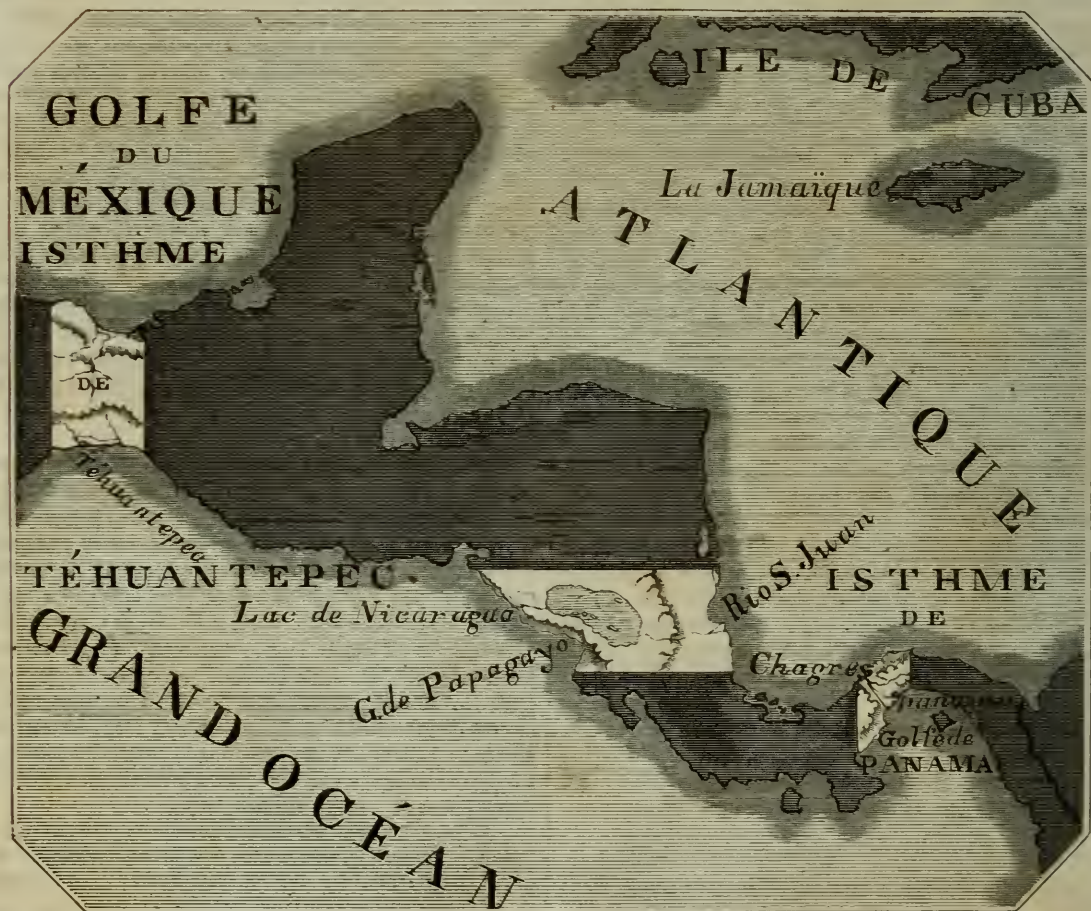 ILE DE
CUBA
GOLFE
DU
MÉXIQUE
ISTHME
DE
Téhuantepec
TÉHUANTEPEC
La Jamaïque
ATLANTIQUE
Rio S. Juan
ISTHME
DE
Lac de Nicaragua
G. de Papagayo
Chagres
Golfe de
PANAMA
GRAND OCÉAN